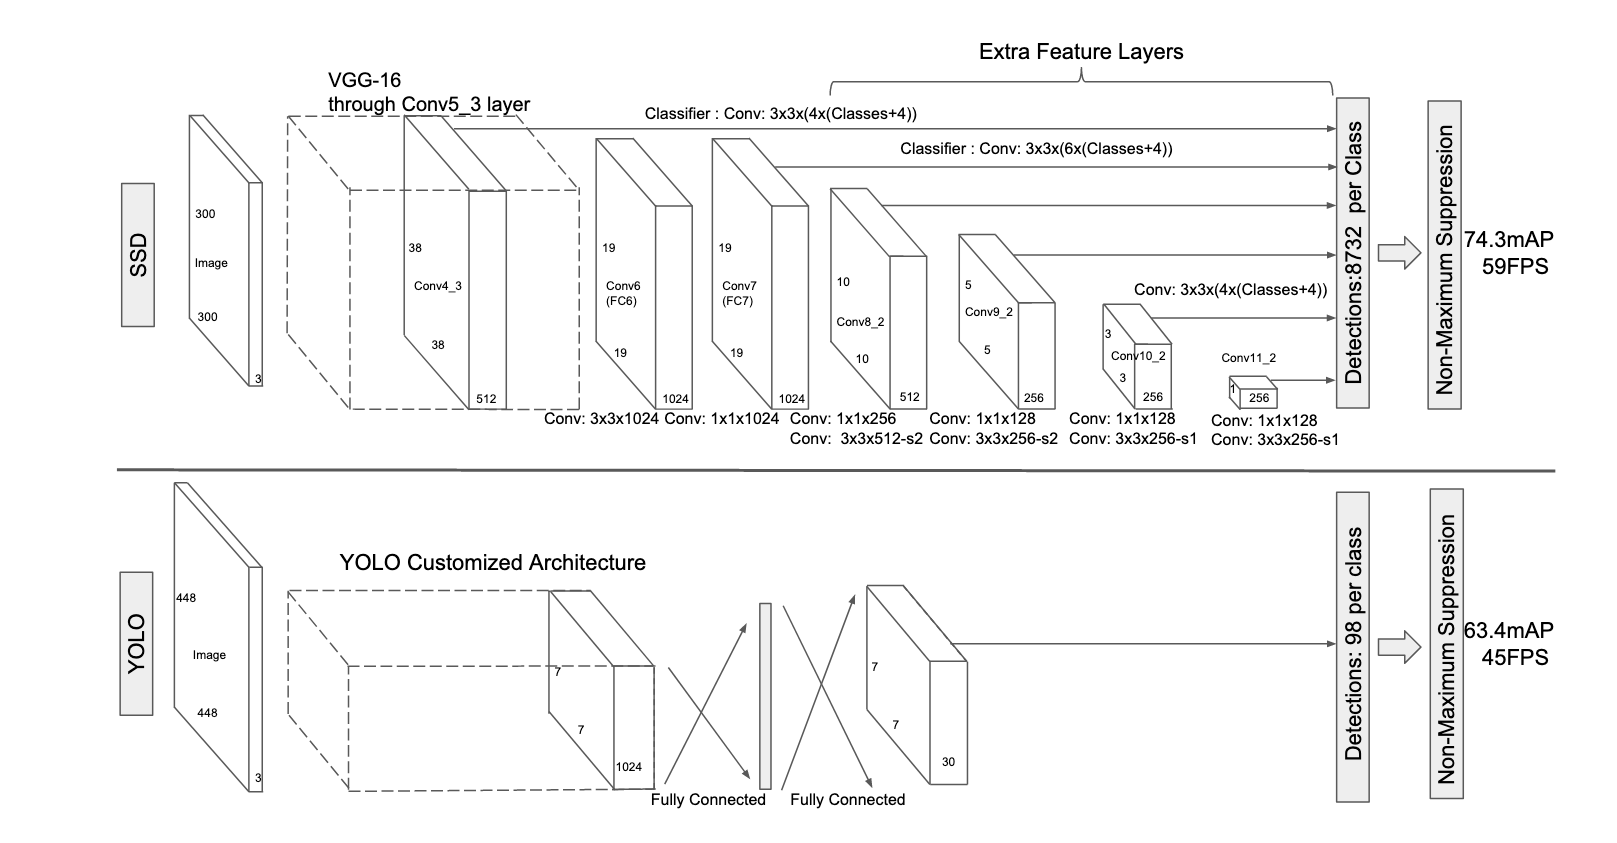 Extra Feature Layers
VGG-16
through Conv5_3 layer
Classifier : Conv: 3x3x(4x(Classes+4))
Classifier : Conv: 3x3x(6x(Classes+4))
Conv: 3x3x(4x(Classes+4))
SSD
300
Image
300
3
38
Conv4_3
38
512
19
Conv6
(FC6)
19
1024
19
Conv7
(FC7)
19
1024
10
Conv8_2
10
512
5
Conv9_2
5
256
3
Conv10_2
3
256
Conv11_2
1
256
Conv: 3x3x1024
Conv: 1x1x1024
Conv: 1x1x256
Conv: 3x3x512-s2
Conv: 1x1x128
Conv: 3x3x256-s2
Conv: 1x1x128
Conv: 3x3x256-s1
Conv: 1x1x128
Conv: 3x3x256-s1
Detections:8732 per Class
Non-Maximum Suppression
74.3mAP
59FPS
YOLO
448
Image
448
3
YOLO Customized Architecture
7
7
1024
Fully Connected
Fully Connected
7
7
30
Detections: 98 per class
Non-Maximum Suppression
63.4mAP
45FPS